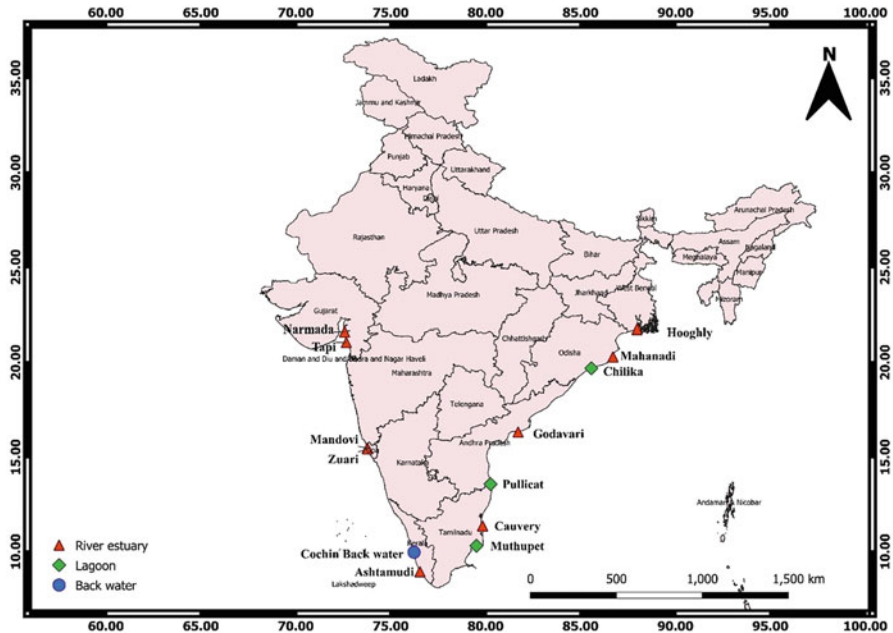 60.00 65.00 70.00 75.00 80.00 85.00 90.00 95.00 100.00
35.00 35.00
N
Ladakh
Jammu and Kashmir
Himachal Pradesh
Punjab
Uttarakhand
30.00 30.00
Haryana
Delhi
Arunachal Pradesh
Sikkim
Rajasthan
Uttar Pradesh
Assam
Nagaland
Bihar
Meghalaya
Manipur
25.00 25.00
Jharkhand
West Bengal
Madhya Pradesh
Mizoram
Gujarat
Narmada
Hooghly
Chhattishgarh
Tapi
Odisha
Mahanadi
Daman and Diu and Dadra and Nagar Haveli
20.00 20.00
Chilika
Maharashtra
Telengana
Godavari
Mandovi
Andhra Pradesh
Zuari
15.00 15.00
Karnataka
Pullicat
Andaman & Nicobar
Cauvery
Tamilnadu
River estuary
Kerala
Muthupet
10.00 10.00
Cochin Back water
Lagoon
Ashtamudi
Back water
Lakshadweep
0 500 1,000 1,500 km
60.00 65.00 70.00 75.00 80.00 85.00 90.00 95.00 100.00